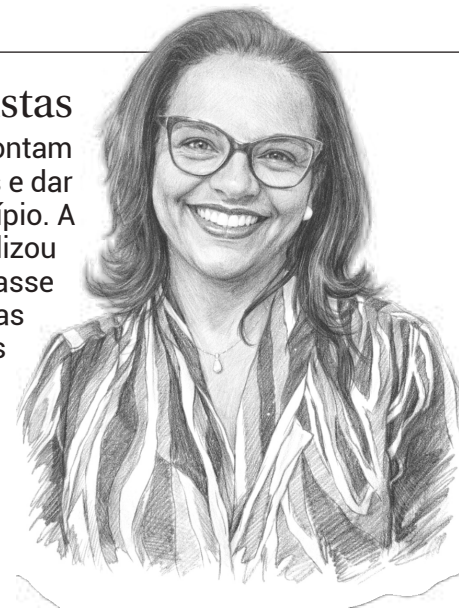 stas
ontam
s e dar
ípio. A
lizou
asse
as
s